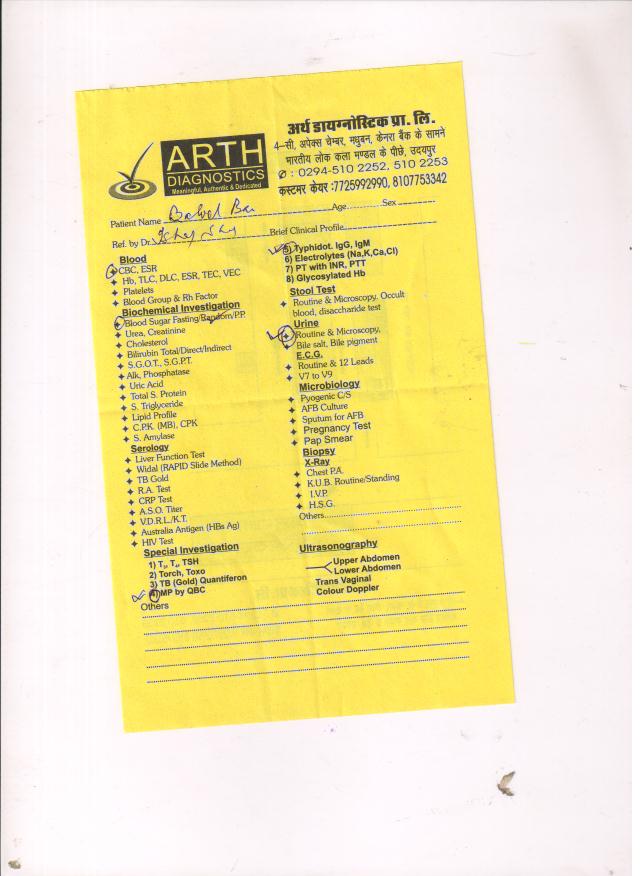 ARTH
DIAGNOSTICS
Meaningful, Authentic & Dedicated
अर्थ डायग्नोस्टिक प्रा. लि.
4–सी, अपेक्स चेम्बर, मधुबन, केनरा बैंक के सामने
भारतीय लोक कला मण्डल के पीछे, उदयपुर
✆ : 0294-510 2252, 510 2253
कस्टमर केयर :7725992990, 8107753342
Patient Name Age Sex
Ref. by Dr. Brief Clinical Profile
Blood
CBC, ESR
Hb, TLC, DLC, ESR, TEC, VEC
Platelets
Blood Group & Rh Factor
Biochemical Investigation
Blood Sugar Fasting/Random/P.P.
Urea, Creatinine
Cholesterol
Bilirubin Total/Direct/Indirect
S.G.O.T., S.G.P.T.
Alk, Phosphatase
Uric Acid
Total S. Protein
S. Triglyceride
Lipid Profile
C.P.K. (MB), CPK
S. Amylase
Serology
Liver Function Test
Widal (RAPID Slide Method)
TB Gold
R.A. Test
CRP Test
A.S.O. Titer
V.D.R.L./K.T.
Australia Antigen (HBs Ag)
HIV Test
Special Investigation
1) T₃, T₄, TSH
2) Torch, Toxo
3) TB (Gold) Quantiferon
4) MP by QBC
Others
5) Typhidot. IgG, IgM
6) Electrolytes (Na,K,Ca,Cl)
7) PT with INR, PTT
8) Glycosylated Hb
Stool Test
Routine & Microscopy, Occult
blood, disaccharide test
Urine
Routine & Microscopy,
Bile salt, Bile pigment
E.C.G.
Routine & 12 Leads
V7 to V9
Microbiology
Pyogenic C/S
AFB Culture
Sputum for AFB
Pregnancy Test
Pap Smear
Biopsy
X-Ray
Chest P.A.
K.U.B. Routine/Standing
I.V.P.
H.S.G.
Others
Ultrasonography
Upper Abdomen
Lower Abdomen
Trans Vaginal
Colour Doppler